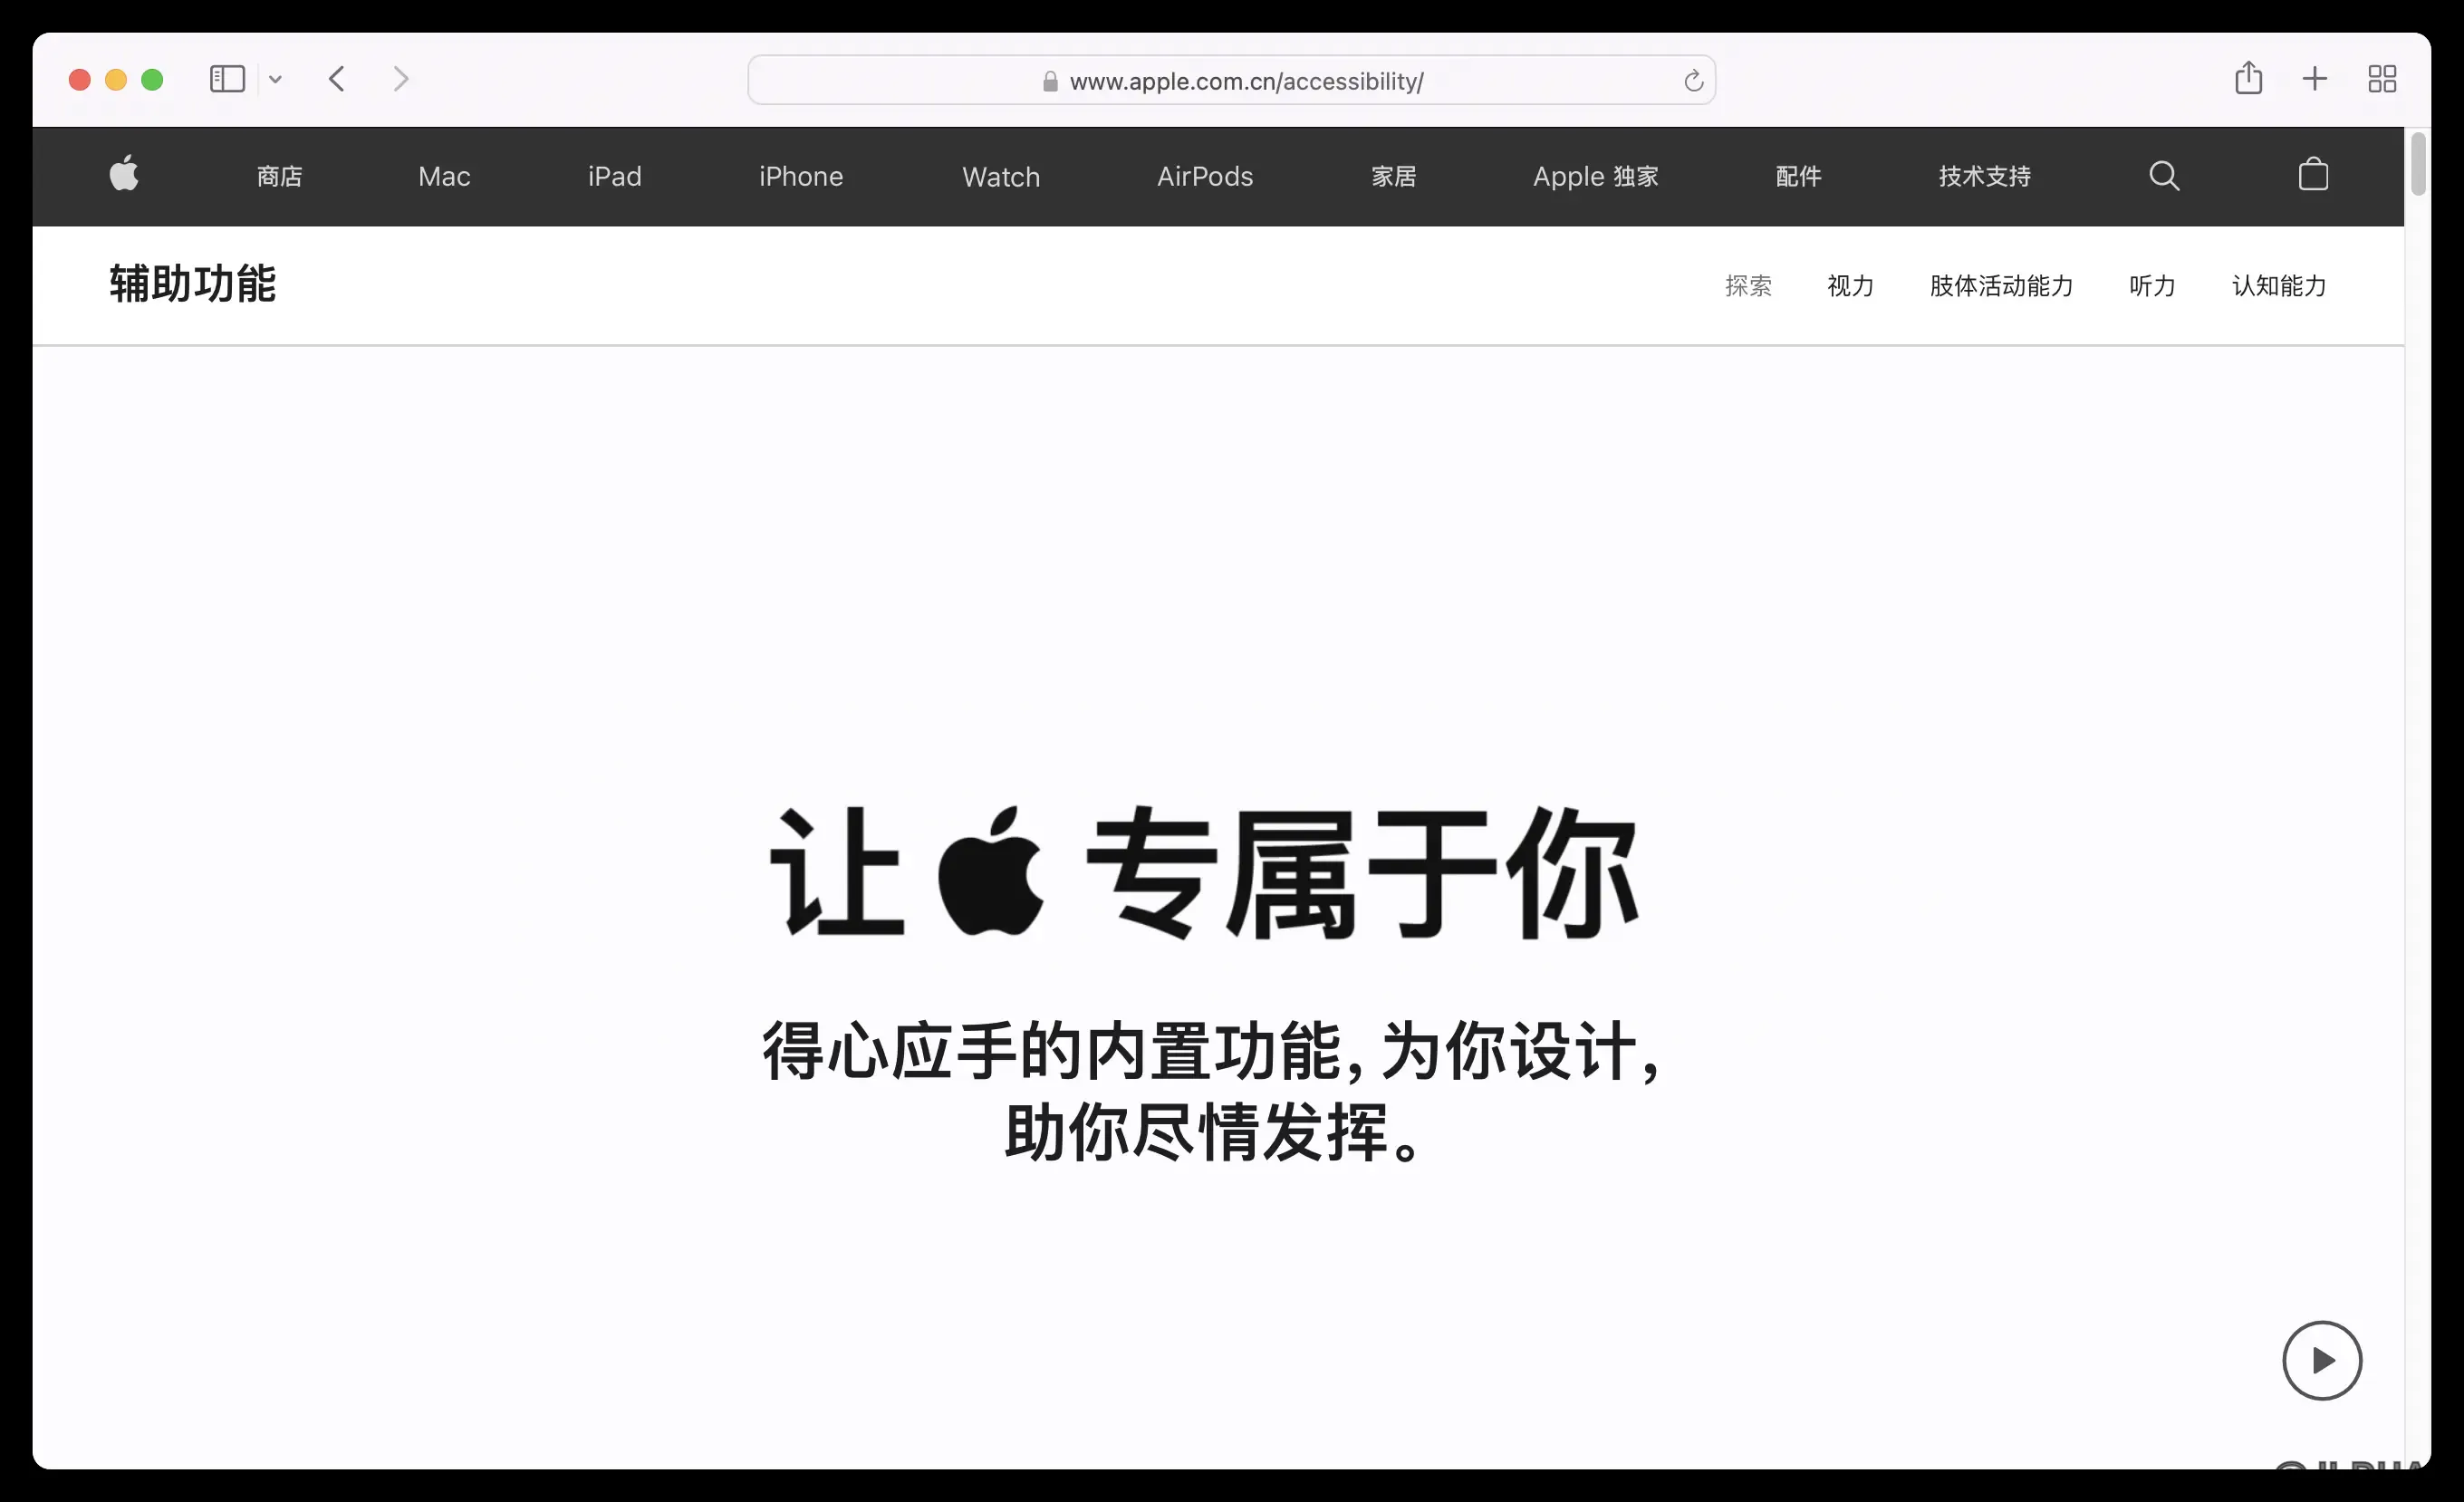 www.apple.com.cn/accessibility/
商店 Mac iPad iPhone Watch AirPods 家居 Apple 独家 配件 技术支持
辅助功能 探索 视力 肢体活动能力 听力 认知能力
让 专属于你
得心应手的内置功能，为你设计，
助你尽情发挥。